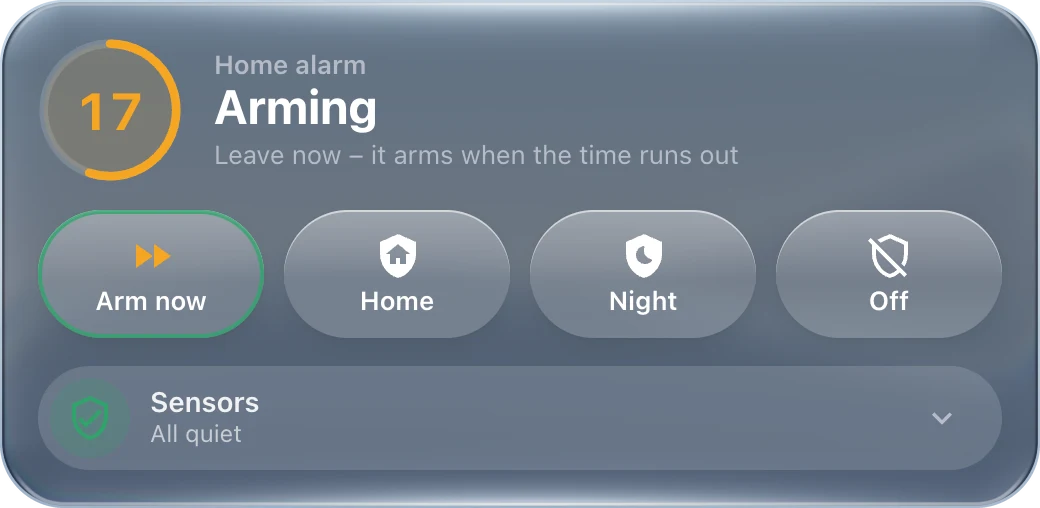 17
Home alarm
Arming
Leave now – it arms when the time runs out
Arm now
Home
Night
Off
Sensors
All quiet